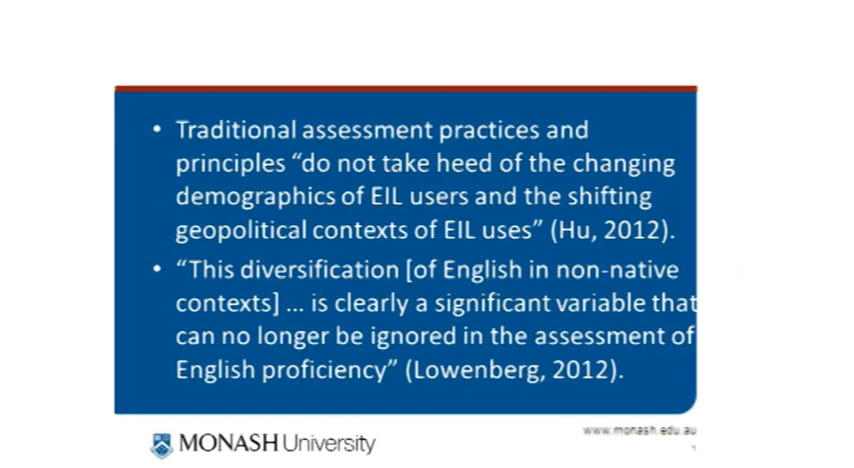 • Traditional assessment practices and
principles “do not take heed of the changing
demographics of EIL users and the shifting
geopolitical contexts of EIL uses” (Hu, 2012).
• “This diversification [of English in non-native
contexts] ... is clearly a significant variable that
can no longer be ignored in the assessment of
English proficiency” (Lowenberg, 2012).
MONASH University
www.monash.edu.au
1